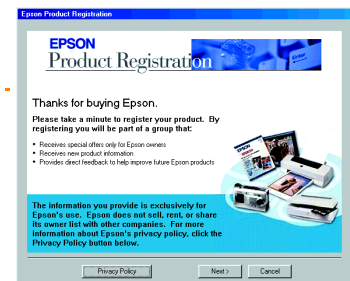 Epson Product Registration
EPSON
Product Registration
Enter
Thanks for buying Epson.
Please take a minute to register your product. By
registering you will be part of a group that:
• Receives special offers only for Epson owners
• Receives new product information
• Provides direct feedback to help improve future Epson products
The information you provide is exclusively for
Epson's use. Epson does not sell, rent, or share
its owner list with other companies. For more
information about Epson's privacy policy, click the
Privacy Policy button below.
Privacy Policy
Next >
Cancel